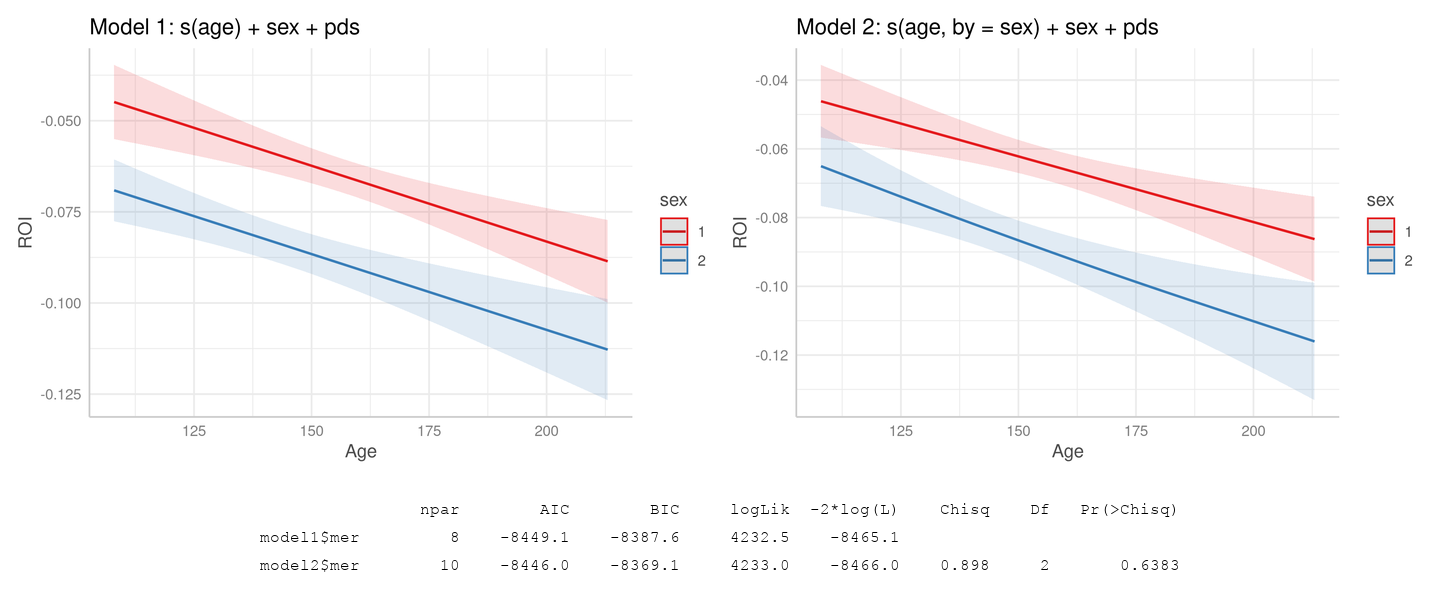 Model 1: s(age) + sex + pds
-0.050
-0.075
-0.100
-0.125
ROI
125 150 175 200
Age
sex
1
2
Model 2: s(age, by = sex) + sex + pds
-0.04
-0.06
-0.08
-0.10
-0.12
ROI
125 150 175 200
Age
sex
1
2
npar AIC BIC logLik -2*log(L) Chisq Df Pr(>Chisq)
model1$mer 8 -8449.1 -8387.6 4232.5 -8465.1
model2$mer 10 -8446.0 -8369.1 4233.0 -8466.0 0.898 2 0.6383